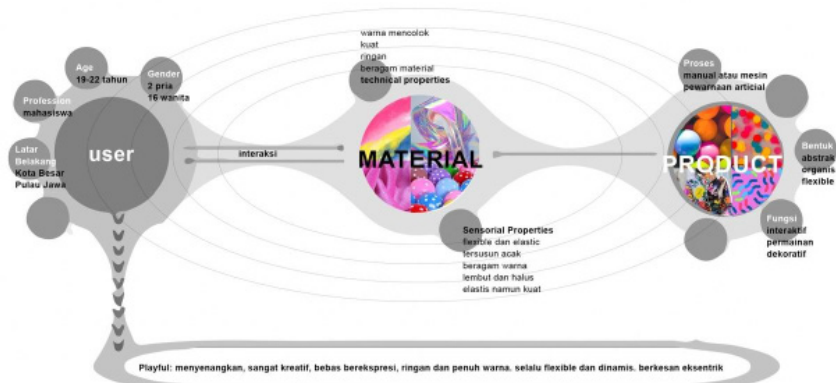 Age
19-22 tahun
Gender
2 pria
16 wanita
Profession
mahasiswa
Latar
Belakang
Kota Besar
Pulau Jawa
user
interaksi
warna mencolok
kuat
ringan
beragam material
technical properties
MATERIAL
Sensorial Properties
flexible dan elastic
tersusun acak
beragam warna
lembut dan halus
elastis namun kuat
Proses
manual atau mesin
pewarnaan articial
PRODUCT
Bentuk
abstrak
organis
flexible
Fungsi
interaktif
permainan
dekoratif
Playful: menyenangkan, sangat kreatif, bebas berekspresi, ringan dan penuh warna. selalu flexible dan dinamis. berkesan eksentrik